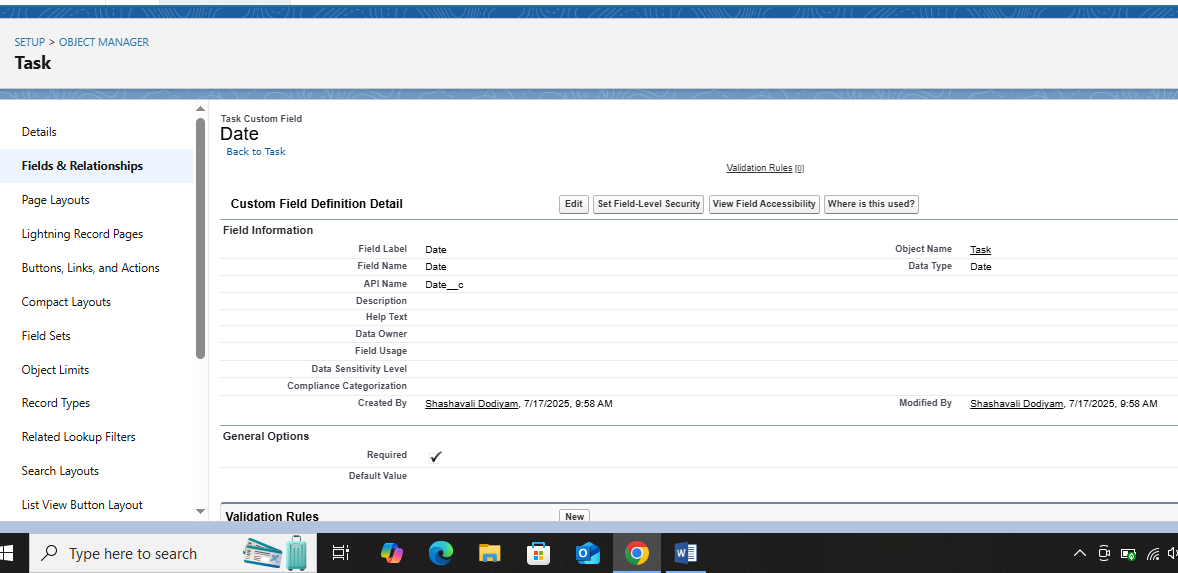 SETUP > OBJECT MANAGER
Task
Details
Fields & Relationships
Page Layouts
Lightning Record Pages
Buttons, Links, and Actions
Compact Layouts
Field Sets
Object Limits
Record Types
Related Lookup Filters
Search Layouts
List View Button Layout
Task Custom Field
Date
Back to Task
Validation Rules [0]
Custom Field Definition Detail Edit Set Field-Level Security View Field Accessibility Where is this used?
Field Information
Field Label Date Object Name Task
Field Name Date Data Type Date
API Name Date__c
Description
Help Text
Data Owner
Field Usage
Data Sensitivity Level
Compliance Categorization
Created By Shashavali Dodiyam, 7/17/2025, 9:58 AM Modified By Shashavali Dodiyam, 7/17/2025, 9:58 AM
General Options
Required ✓
Default Value
Validation Rules New
Type here to search